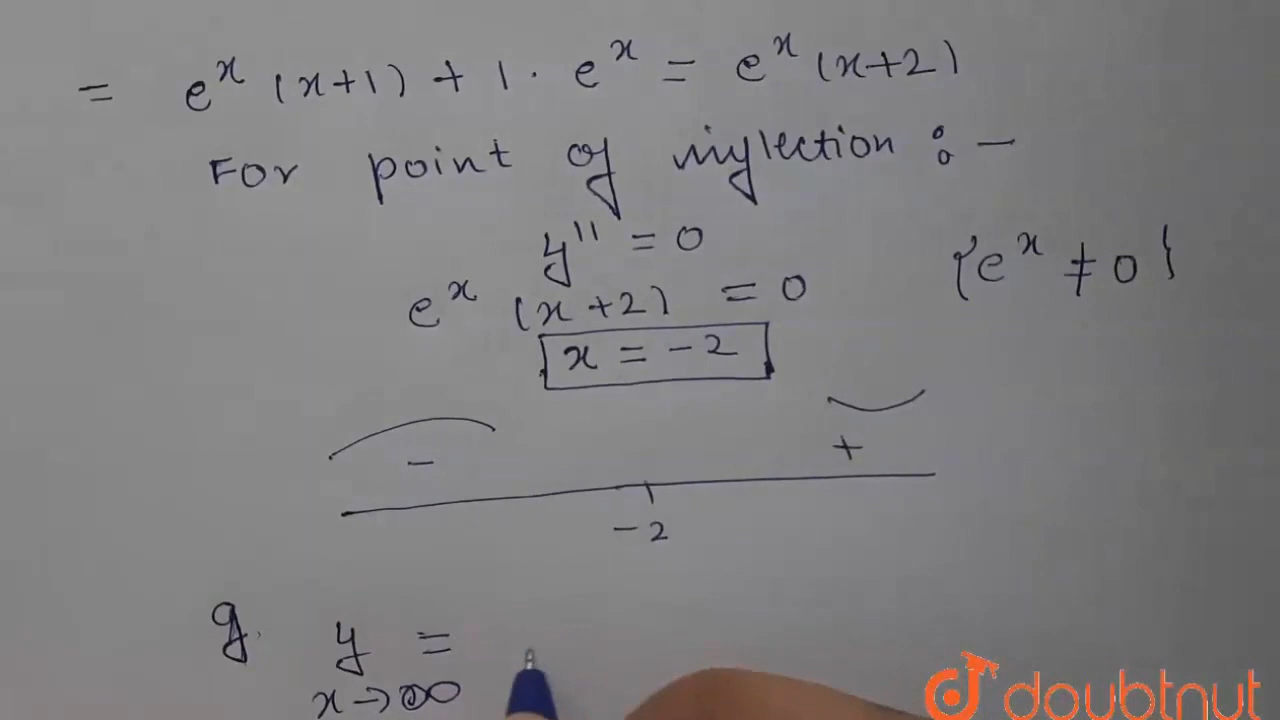 = e^x (x+1) + 1 · e^x = e^x (x+2)
For point of inflection : -
y'' = 0
e^x (x+2) = 0 {e^x ≠ 0}
x = -2
- +
-2
y =
x→∞
doubtnut